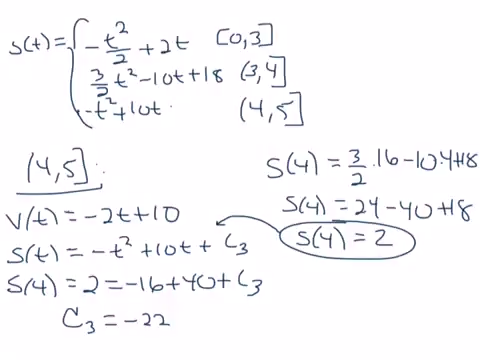 s(t) = { -t²/2 + 2t [0,3]
3/2 t² - 10t + 18 (3,4]
-t² + 10t (4,5]
(4,5]
S(4) = 3/2 · 16 - 10·4 + 18
V(t) = -2t + 10
S(4) = 24 - 40 + 18
S(t) = -t² + 10t + C₃
S(4) = 2
S(4) = 2 = -16 + 40 + C₃
C₃ = -22